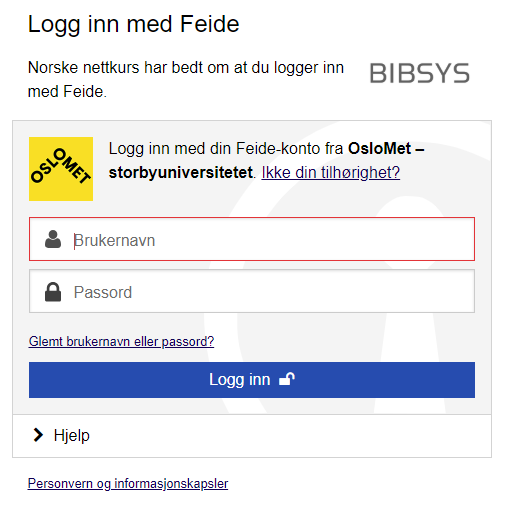 Logg inn med Feide
Norske nettkurs har bedt om at du logger inn
med Feide.
BIBSYS
OSLOMET
Logg inn med din Feide-konto fra OsloMet –
storbyuniversitetet. Ikke din tilhørighet?
Brukernavn
Passord
Glemt brukernavn eller passord?
Logg inn
Hjelp
Personvern og informasjonskapsler